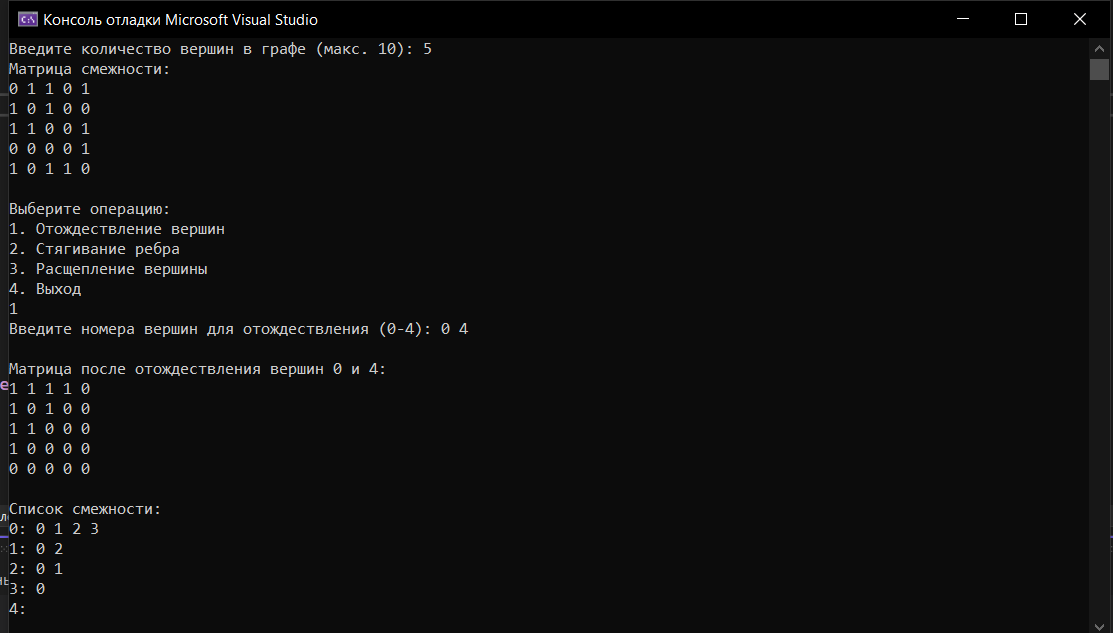 Консоль отладки Microsoft Visual Studio
Введите количество вершин в графе (макс. 10): 5
Матрица смежности:
0 1 1 0 1
1 0 1 0 0
1 1 0 0 1
0 0 0 0 1
1 0 1 1 0
Выберите операцию:
1. Отождествление вершин
2. Стягивание ребра
3. Расщепление вершины
4. Выход
1
Введите номера вершин для отождествления (0-4): 0 4
Матрица после отождествления вершин 0 и 4:
1 1 1 1 0
1 0 1 0 0
1 1 0 0 0
1 0 0 0 0
0 0 0 0 0
Список смежности:
0: 0 1 2 3
1: 0 2
2: 0 1
3: 0
4: